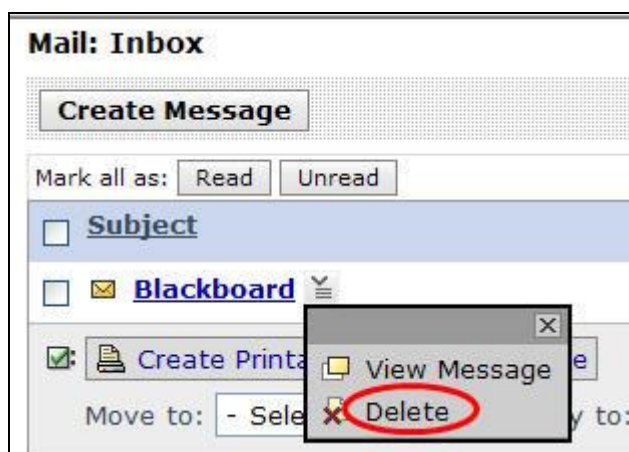 Mail: Inbox
Create Message
Mark all as: Read Unread
Subject
Blackboard
Create Printa
View Message
e
Move to: - Sele
Delete
y to: